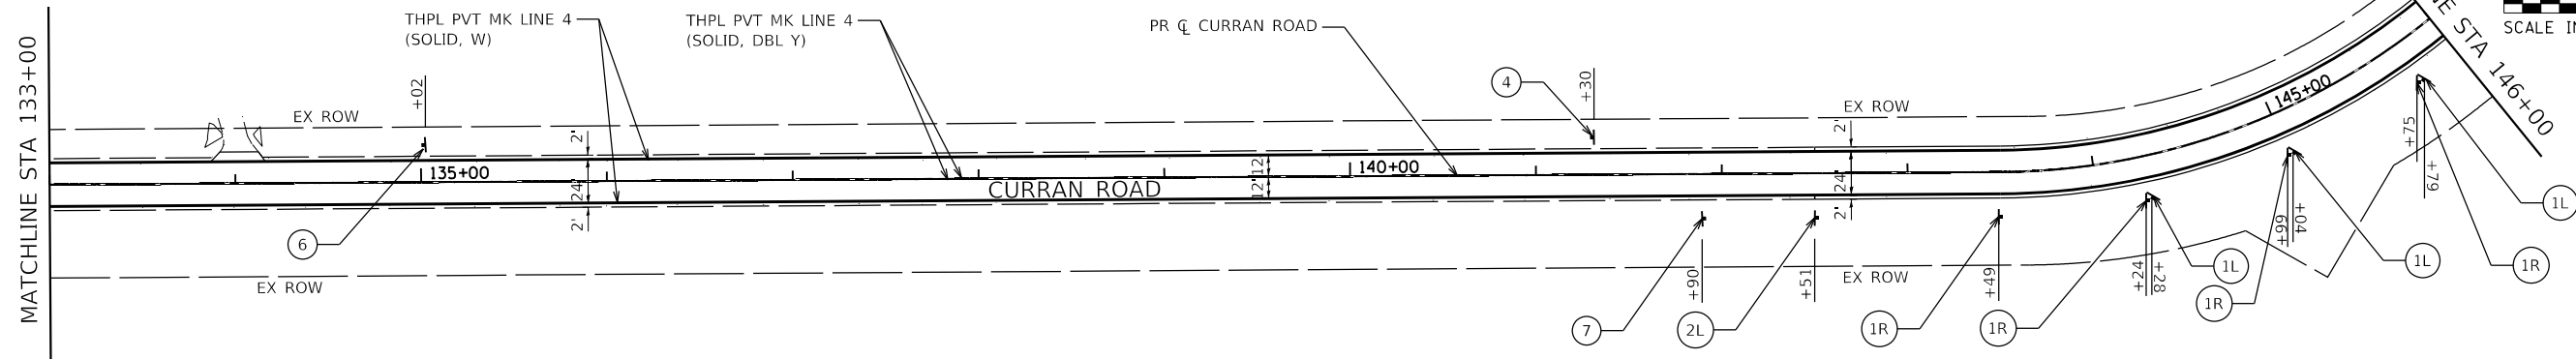 MATCHLINE STA 133+00
THPL PVT MK LINE 4
(SOLID, W)
THPL PVT MK LINE 4
(SOLID, DBL Y)
PR ℄ CURRAN ROAD
SCALE IN
STA 146+00
EX ROW
+02
2'
24'
2'
135+00
6
EX ROW
CURRAN ROAD
12'
12'
140+00
4
+30
EX ROW
2'
24'
2'
145+00
EX ROW
+90
+51
+49
+24
+28
+96
+04
+75
+79
7
2L
1R
1R
1L
1R
1L
1R
1L